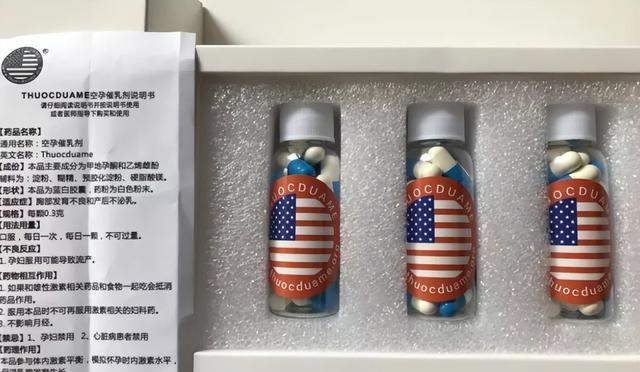 THUOCDUAME空孕催乳剂说明书
请仔细阅读说明书并按说明书使用
或者医师指导下购买和使用
【药品名称】
通用名称：空孕催乳剂
英文名称：Thuocduame
【成份】本品主要成分为甲地孕酮和乙烯雌酚
辅料为：淀粉、糊精、预胶化淀粉、硬脂酸镁。
【形状】本品为蓝白胶囊，药粉为白色粉末。
【适应症】胸部发育不良和产后不泌乳。
【规格】每颗0.3克
【用法用量】
口服，每日一次，每日一颗，不可过量。
【不良反应】
1. 孕妇服用可能导致流产。
【药物相互作用】
1. 如果和雄性激素相关药品和食物一起吃会抵消
药品作用。
2. 服用本品时不可再服用激素相关的妇科药。
3. 不影响月经。
【禁忌】1、孕妇禁用 2、心脏病患者禁用
【药理作用】
本品参与体内激素平衡，模拟怀孕时内激素水平，
THUOCDUAME
thuocduame.org
THUOCDUAME
thuocduame.org
THUOCDUAME
thuocduame.org